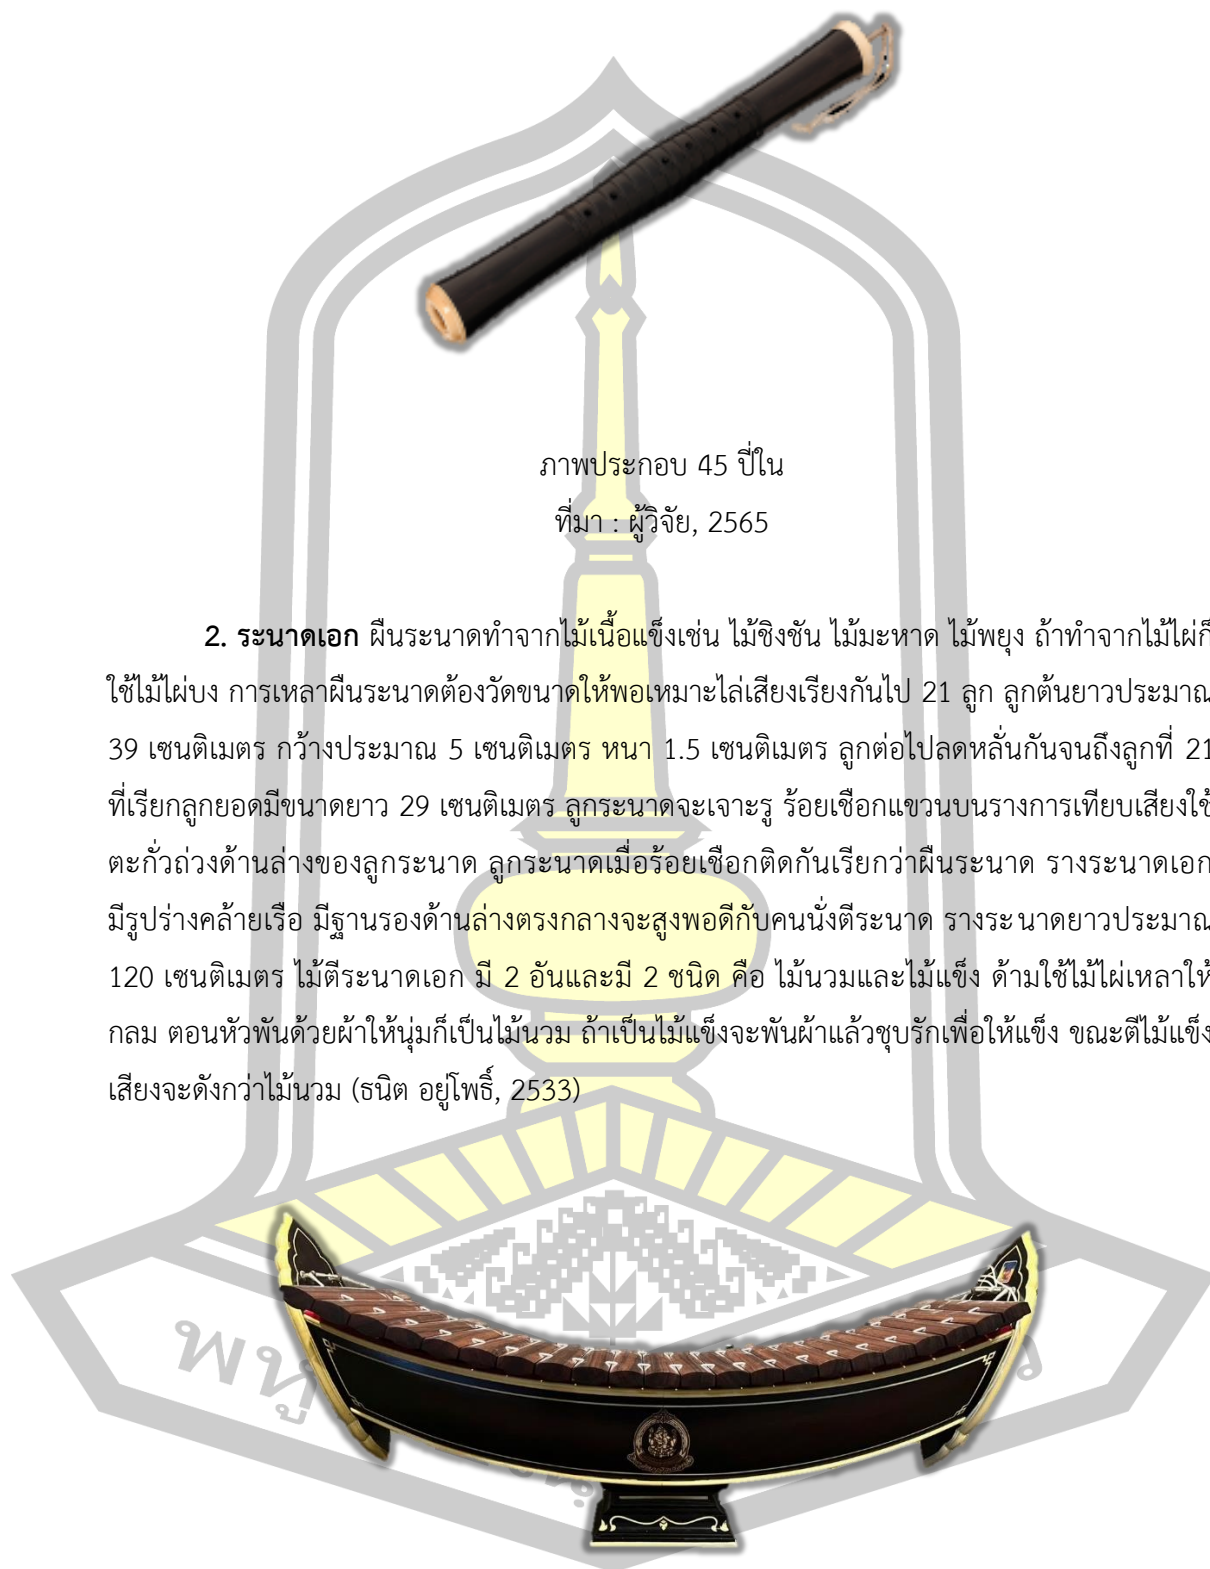 ภาพประกอบ 45 ปี่ใน
ที่มา : ผู้วิจัย, 2565
2. ระนาดเอก ผืนระนาดทำจากไม้เนื้อแข็งเช่น ไม้ชิงชัน ไม้มะหาด ไม้พยุง ถ้าทำจากไม้ไผ่ก็
ใช้ไม้ไผ่บง การเหลาผืนระนาดต้องวัดขนาดให้พอเหมาะไล่เสียงเรียงกันไป 21 ลูก ลูกต้นยาวประมาณ
39 เซนติเมตร กว้างประมาณ 5 เซนติเมตร หนา 1.5 เซนติเมตร ลูกต่อไปลดหลั่นกันจนถึงลูกที่ 21
ที่เรียกลูกยอดมีขนาดยาว 29 เซนติเมตร ลูกระนาดจะเจาะรู ร้อยเชือกแขวนบนรางการเทียบเสียงใช้
ตะกั่วถ่วงด้านล่างของลูกระนาด ลูกระนาดเมื่อร้อยเชือกติดกันเรียกว่าผืนระนาด รางระนาดเอก
มีรูปร่างคล้ายเรือ มีฐานรองด้านล่างตรงกลางจะสูงพอดีกับคนนั่งตีระนาด รางระนาดยาวประมาณ
120 เซนติเมตร ไม้ตีระนาดเอก มี 2 อันและมี 2 ชนิด คือ ไม้นวมและไม้แข็ง ด้ามใช้ไม้ไผ่เหลาให้
กลม ตอนหัวพันด้วยผ้าให้นุ่มก็เป็นไม้นวม ถ้าเป็นไม้แข็งจะพันผ้าแล้วชุบรักเพื่อให้แข็ง ขณะตีไม้แข็ง
เสียงจะดังกว่าไม้นวม (ธนิต อยู่โพธิ์, 2533)